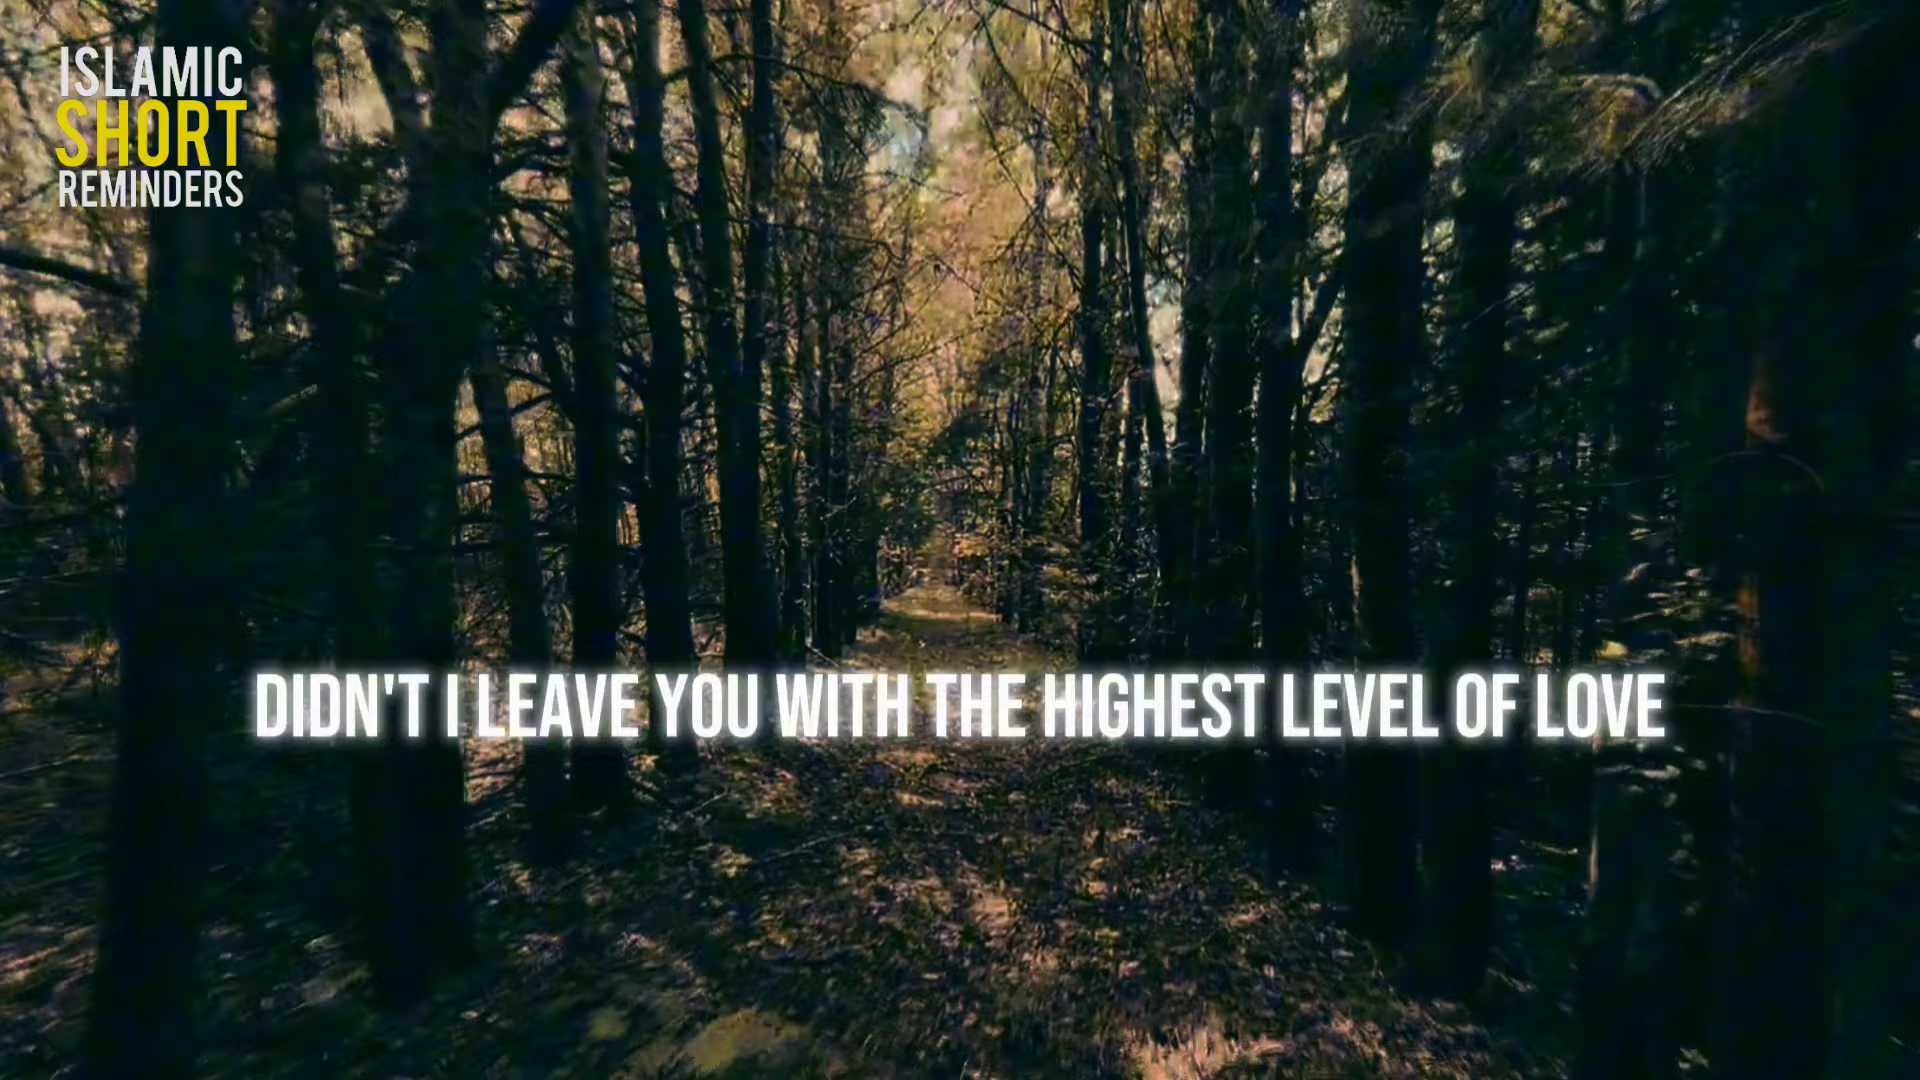 ISLAMIC
SHORT
REMINDERS
DIDN'T I LEAVE YOU WITH THE HIGHEST LEVEL OF LOVE